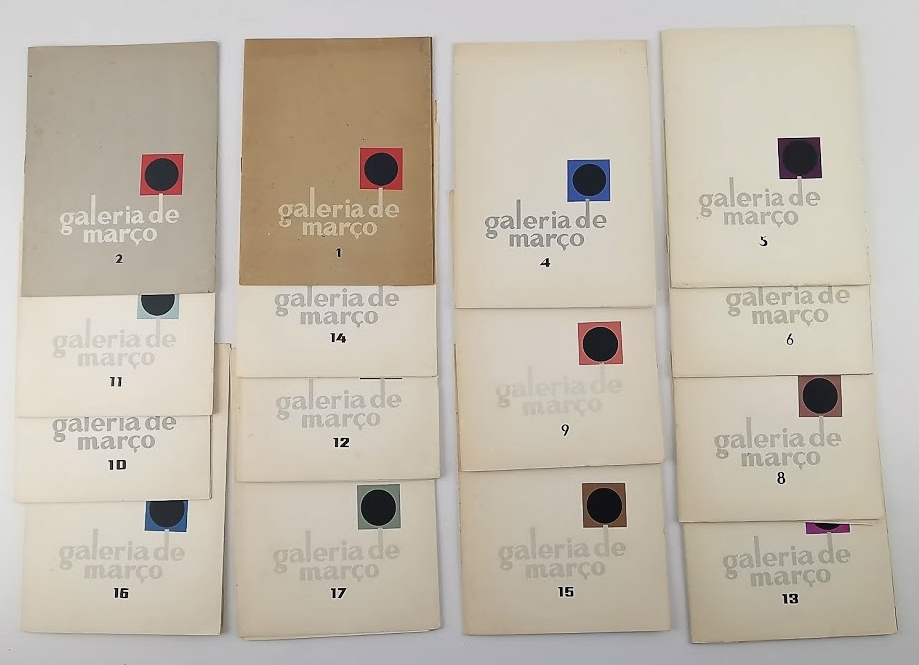 galeria de
março
2
galeria de
março
11
galeria de
março
10
galeria de
março
16
galeria de
março
1
galeria de
março
14
galeria de
março
12
galeria de
março
17
galeria de
março
4
galeria de
março
9
galeria de
março
15
galeria de
março
5
galeria de
março
6
galeria de
março
8
galeria de
março
13